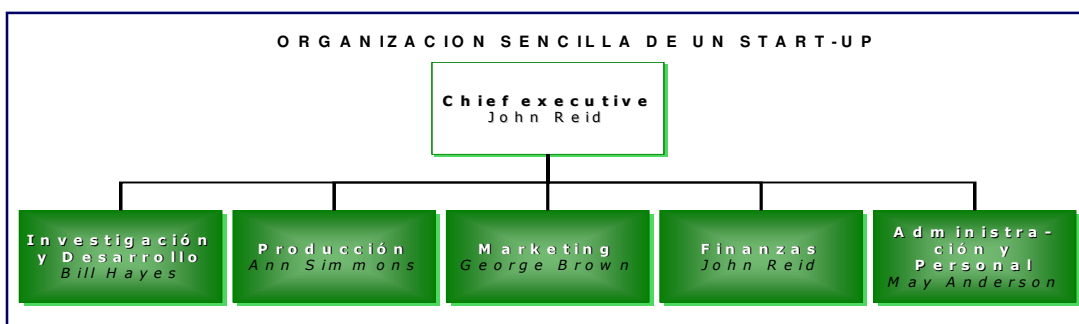 ORGANIZACION SENCILLA DE UN START-UP
Chief executive
John Reid
Investigación
y Desarrollo
Bill Hayes
Producción
Ann Simmons
Marketing
George Brown
Finanzas
John Reid
Administra-
ción y
Personal
May Anderson